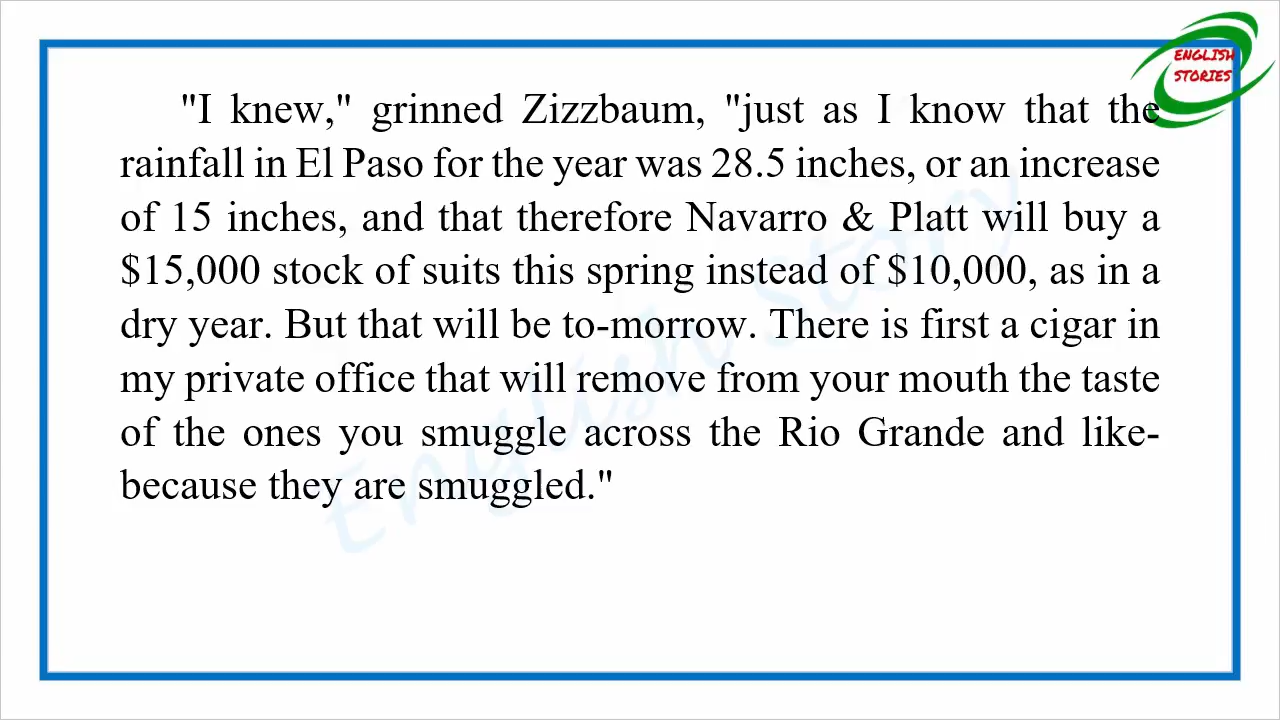 ENGLISH
STORIES
"I knew," grinned Zizzbaum, "just as I know that the
rainfall in El Paso for the year was 28.5 inches, or an increase
of 15 inches, and that therefore Navarro & Platt will buy a
$15,000 stock of suits this spring instead of $10,000, as in a
dry year. But that will be to-morrow. There is first a cigar in
my private office that will remove from your mouth the taste
of the ones you smuggle across the Rio Grande and like-
because they are smuggled."
English Story